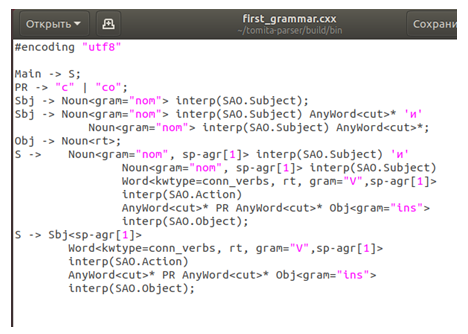 Открыть
first_grammar.cxx
~/tomita-parser/build/bin
Сохрани
#encoding "utf8"
Main -> S;
PR -> "с" | "со";
Sbj -> Noun<gram="nom"> interp(SAO.Subject);
Sbj -> Noun<gram="nom"> interp(SAO.Subject) AnyWord<cut>* 'и'
Noun<gram="nom"> interp(SAO.Subject) AnyWord<cut>*;
Obj -> Noun<rt>;
S -> Noun<gram="nom", sp-agr[1]> interp(SAO.Subject) 'и'
Noun<gram="nom", sp-agr[1]> interp(SAO.Subject)
Word<kwtype=conn_verbs, rt, gram="V",sp-agr[1]>
interp(SAO.Action)
AnyWord<cut>* PR AnyWord<cut>* Obj<gram="ins">
interp(SAO.Object);
S -> Sbj<sp-agr[1]>
Word<kwtype=conn_verbs, rt, gram="V",sp-agr[1]>
interp(SAO.Action)
AnyWord<cut>* PR AnyWord<cut>* Obj<gram="ins">
interp(SAO.Object);